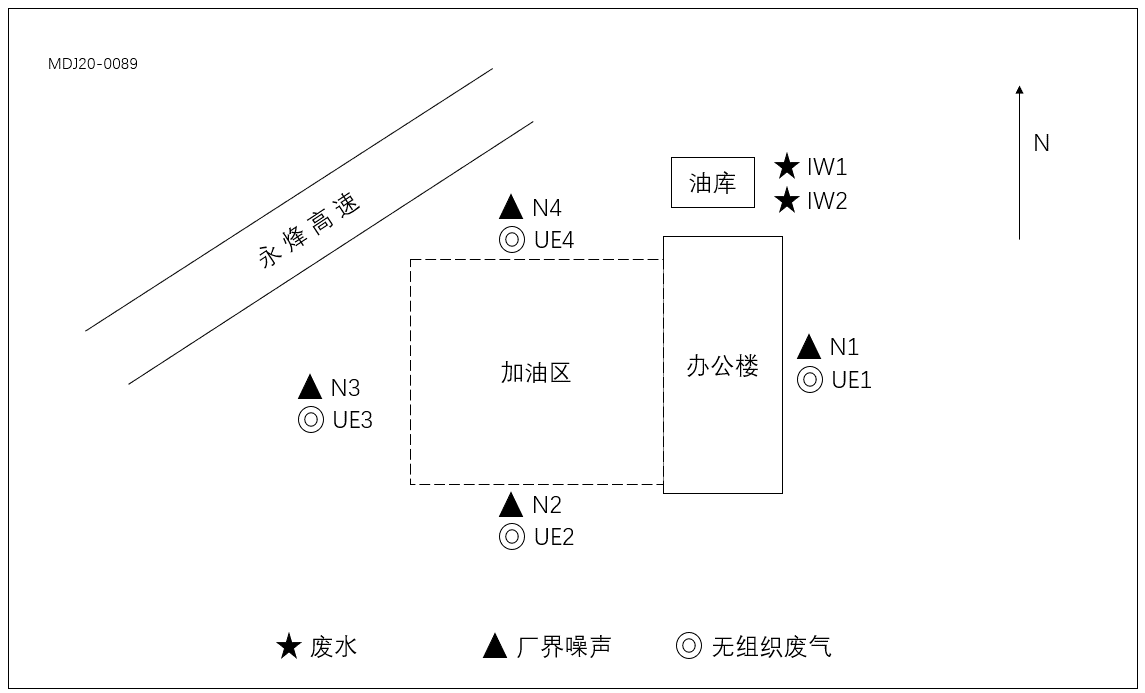 MDJ20-0089
N
油库
IW1
IW2
N4
UE4
永烽高速
办公楼
N1
UE1
加油区
N3
UE3
N2
UE2
废水
厂界噪声
无组织废气